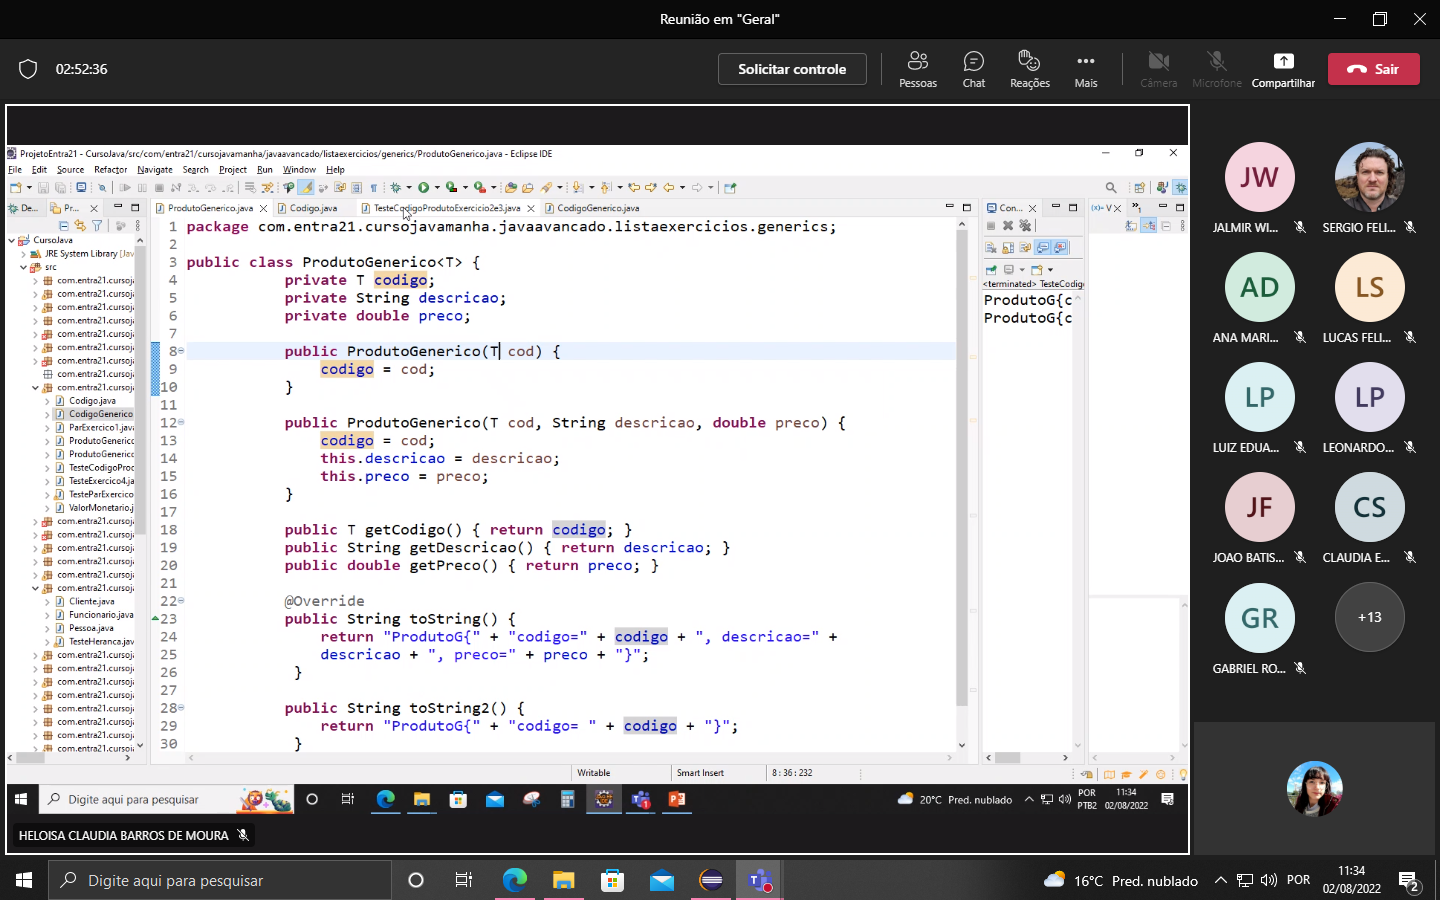 Reunião em "Geral"
02:52:36
Solicitar controle
Pessoas
Chat
Reações
Mais
Câmera
Microfone
Compartilhar
Sair
ProjetoEntra21 - CursoJava/src/com/entra21/cursojavamanha/javaavancado/listaexercicios/generics/ProdutoGenerico.java - Eclipse IDE
File Edit Source Refactor Navigate Search Project Run Window Help
De...
Pr...
ProdutoGenerico.java
Codigo.java
TesteCodigoProdutoExercicio2e3.java
CodigoGenerico.java
Con...
CursoJava
JRE System Library [Jav
src
com.entra21.cursoj
com.entra21.cursoj
com.entra21.cursoj
com.entra21.cursoj
com.entra21.cursoj
com.entra21.cursoj
com.entra21.cursoj
com.entra21.cursoj
com.entra21.cursoj
Codigo.java
CodigoGenerico
ParExercico1.java
ProdutoGenerico
ProdutoGenerico
TesteCodigoProd
TesteExercico4.ja
TesteParExercico
ValorMonetario.j
com.entra21.cursoj
com.entra21.cursoj
com.entra21.cursoj
com.entra21.cursoj
com.entra21.cursoj
com.entra21.cursoj
Cliente.java
Funcionario.java
Pessoa.java
TesteHeranca.jav
com.entra21.cursoj
com.entra21.cursoj
com.entra21.cursoj
com.entra21.cursoj
com.entra21.cursoj
com.entra21.cursoj
com.entra21.cursoj
com.entra21.cursoj
1 package com.entra21.cursojavamanha.javaavancado.listaexercicios.generics;
2
3 public class ProdutoGenerico<T> {
4 private T codigo;
5 private String descricao;
6 private double preco;
7
8 public ProdutoGenerico(T cod) {
9 codigo = cod;
10 }
11
12 public ProdutoGenerico(T cod, String descricao, double preco) {
13 codigo = cod;
14 this.descricao = descricao;
15 this.preco = preco;
16 }
17
18 public T getCodigo() { return codigo; }
19 public String getDescricao() { return descricao; }
20 public double getPreco() { return preco; }
21
22 @Override
23 public String toString() {
24 return "ProdutoG{" + "codigo=" + codigo + ", descricao=" +
25 descricao + ", preco=" + preco + "}";
26 }
27
28 public String toString2() {
29 return "ProdutoG{" + "codigo= " + codigo + "}";
30 }
<terminated> TesteCodig
ProdutoG{c
ProdutoG{c
Writable
Smart Insert
8 : 36 : 232
Digite aqui para pesquisar
20°C Pred. nublado
POR
PTB2
11:34
02/08/2022
HELOISA CLAUDIA BARROS DE MOURA
JW
JALMIR WI...
SERGIO FELI...
AD
ANA MARI...
LS
LUCAS FELI...
LP
LUIZ EDUA...
LP
LEONARDO...
JF
JOAO BATIS...
CS
CLAUDIA E...
GR
GABRIEL RO...
+13
Digite aqui para pesquisar
16°C Pred. nublado
POR
11:34
02/08/2022
2